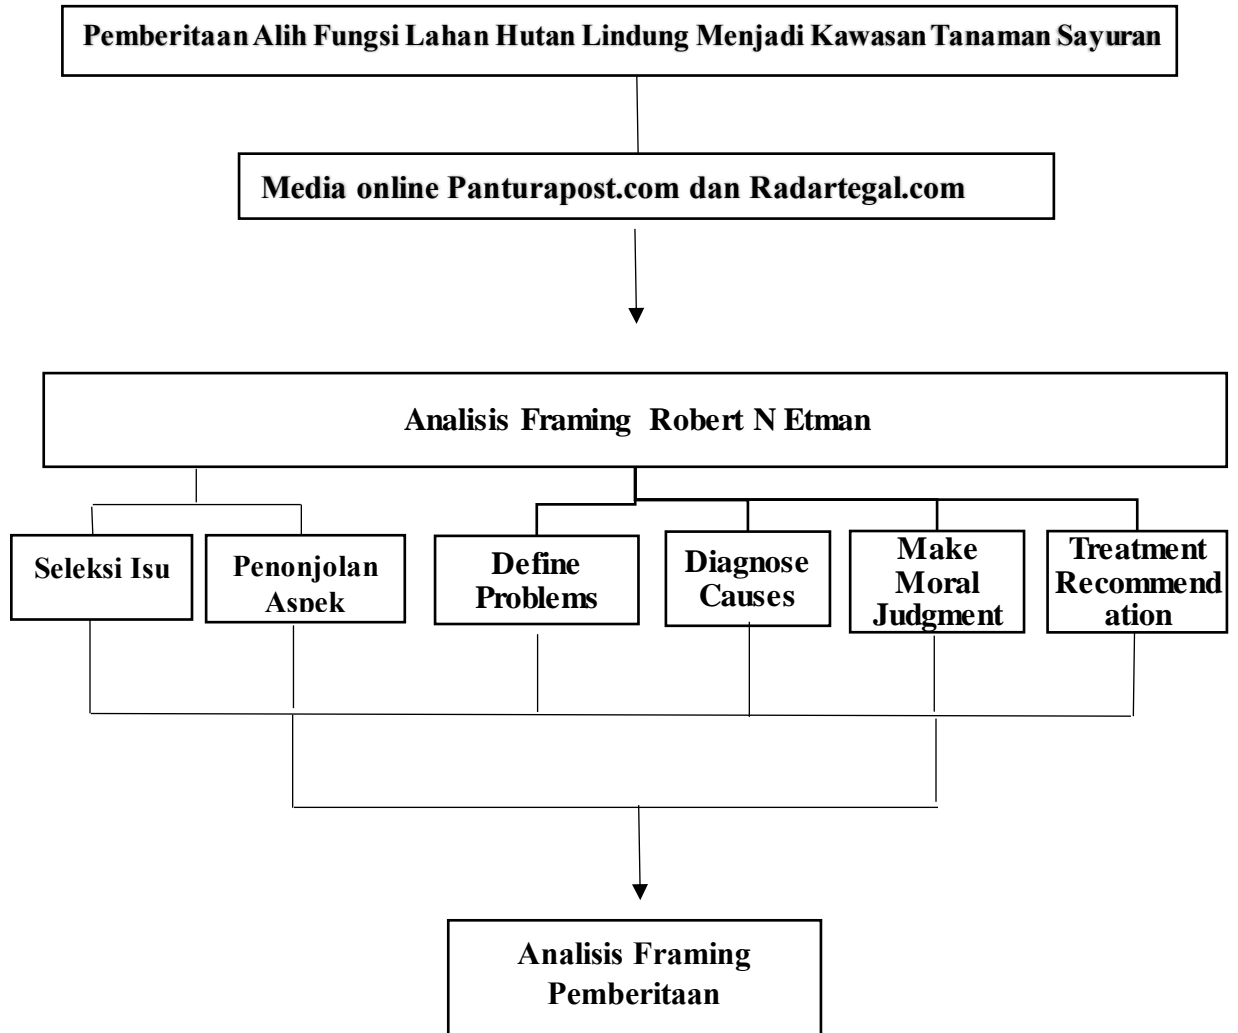 Pemberitaan Alih Fungsi Lahan Hutan Lindung Menjadi Kawasan Tanaman Sayuran
Media online Panturapost.com dan Radartegal.com
Analisis Framing Robert N Etman
Seleksi Isu
Penonjolan
Aspek
Define
Problems
Diagnose
Causes
Make
Moral
Judgment
Treatment
Recommend
ation
Analisis Framing
Pemberitaan